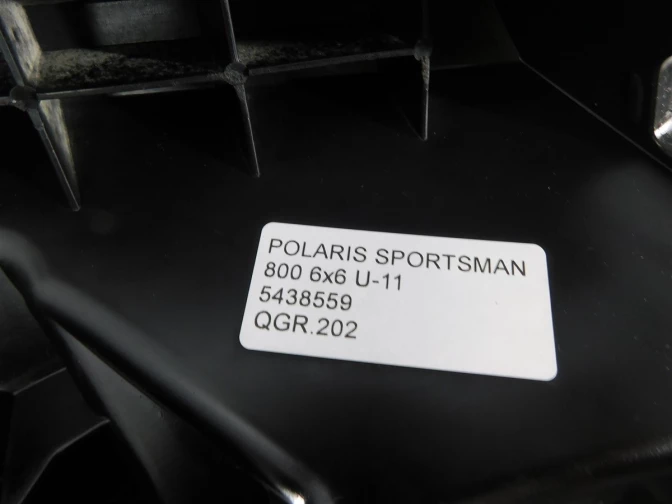 POLARIS SPORTSMAN
800 6x6 U-11
5438559
QGR.202